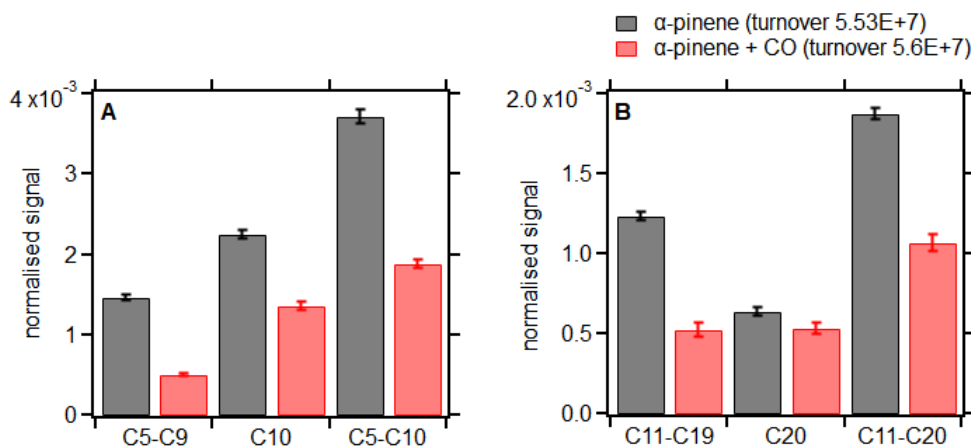 α-pinene (turnover 5.53E+7)
α-pinene + CO (turnover 5.6E+7)
A
4 x10⁻³
3
2
1
0
normalised signal
C5-C9 C10 C5-C10
B
2.0 x10⁻³
1.5
1.0
0.5
0.0
normalised signal
C11-C19 C20 C11-C20